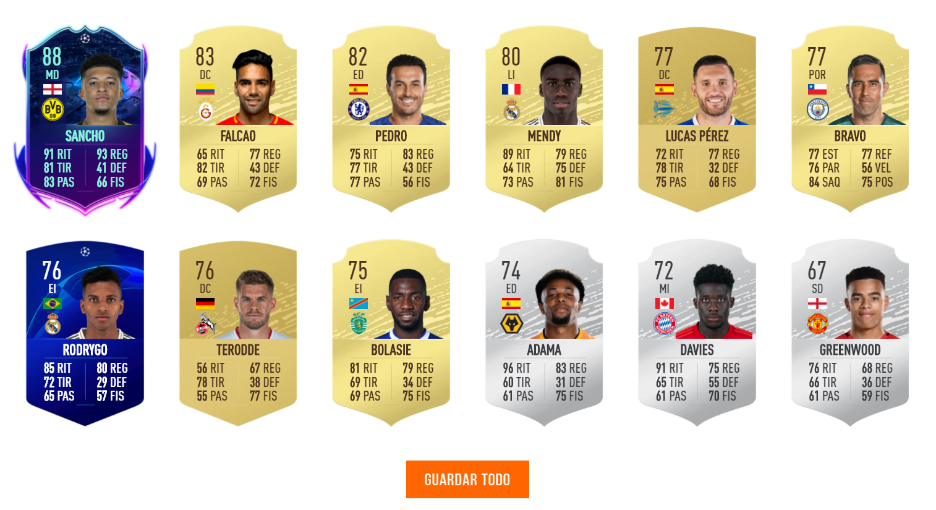 88
MD
SANCHO
91 RIT 93 REG
81 TIR 41 DEF
83 PAS 66 FIS
83
DC
FALCAO
65 RIT 77 REG
82 TIR 43 DEF
69 PAS 72 FIS
82
ED
PEDRO
75 RIT 83 REG
77 TIR 43 DEF
77 PAS 56 FIS
80
LI
MENDY
89 RIT 79 REG
64 TIR 75 DEF
73 PAS 81 FIS
77
DC
LUCAS PÉREZ
72 RIT 77 REG
78 TIR 32 DEF
75 PAS 68 FIS
77
POR
BRAVO
77 EST 77 REF
76 PAR 56 VEL
84 SAQ 75 POS
76
EI
RODRYGO
85 RIT 80 REG
72 TIR 29 DEF
65 PAS 57 FIS
76
DC
TERODDE
56 RIT 67 REG
78 TIR 38 DEF
55 PAS 77 FIS
75
EI
BOLASIE
81 RIT 79 REG
69 TIR 34 DEF
69 PAS 75 FIS
74
ED
ADAMA
96 RIT 83 REG
60 TIR 31 DEF
61 PAS 75 FIS
72
MI
DAVIES
91 RIT 75 REG
65 TIR 55 DEF
61 PAS 70 FIS
67
SD
GREENWOOD
76 RIT 68 REG
66 TIR 36 DEF
61 PAS 59 FIS
GUARDAR TODO